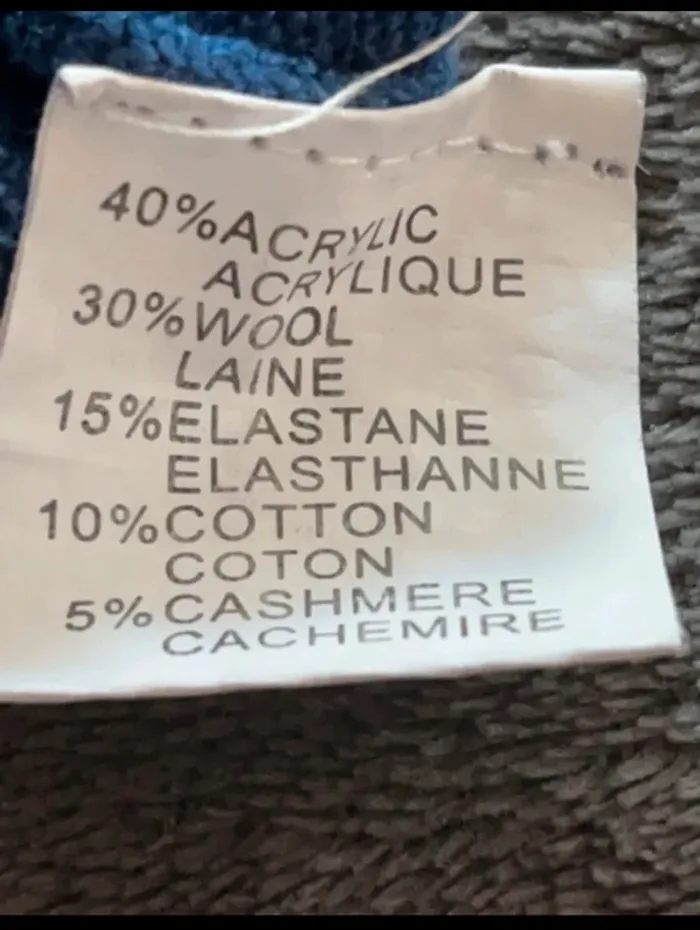 40% ACRYLIC
ACRYLIQUE
30% WOOL
LAINE
15% ELASTANE
ELASTHANNE
10% COTTON
COTON
5% CASHMERE
CACHEMIRE